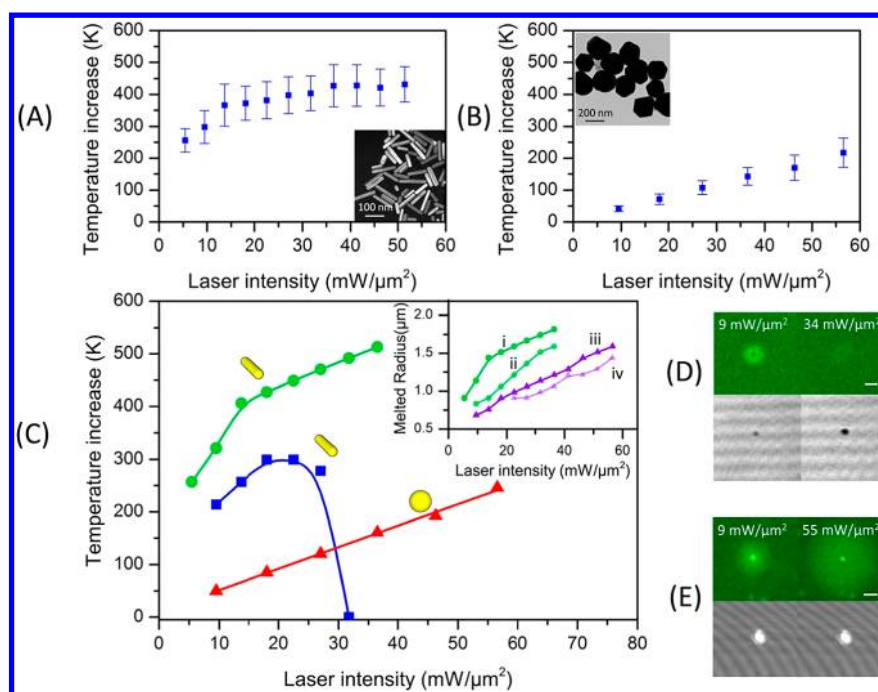 (A)
Temperature increase (K)
600
500
400
300
200
100
0
0 10 20 30 40 50 60
Laser intensity (mW/µm²)
100 nm
(B)
Temperature increase (K)
600
500
400
300
200
100
0
0 10 20 30 40 50 60
Laser intensity (mW/µm²)
200 nm
(C)
Temperature increase (K)
600
500
400
300
200
100
0
0 10 20 30 40 50 60 70 80
Laser intensity (mW/µm²)
Melted Radius(µm)
2.0
1.5
1.0
0.5
0 20 40 60
Laser intensity (mW/µm²)
i
ii
iii
iv
(D)
9 mW/µm² 34 mW/µm²
(E)
9 mW/µm² 55 mW/µm²